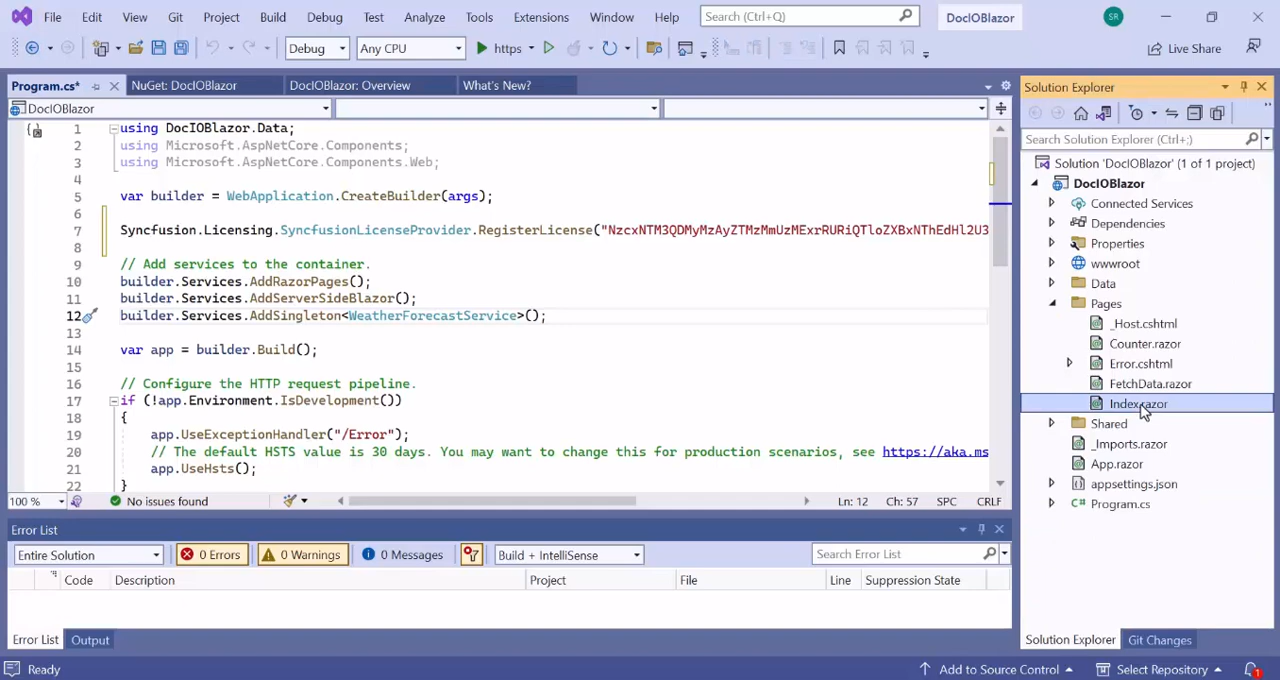 File Edit View Git Project Build Debug Test Analyze Tools Extensions Window Help Search (Ctrl+Q) DocIOBlazor SR
Debug Any CPU https Live Share
Program.cs* NuGet: DocIOBlazor DocIOBlazor: Overview What's New?
DocIOBlazor
1 using DocIOBlazor.Data;
2 using Microsoft.AspNetCore.Components;
3 using Microsoft.AspNetCore.Components.Web;
4
5 var builder = WebApplication.CreateBuilder(args);
6
7 Syncfusion.Licensing.SyncfusionLicenseProvider.RegisterLicense("NzcxNTM3QDMyMzAyZTMzMmUzMExrRURiQTloZXBxNThEdHl2U3
8
9 // Add services to the container.
10 builder.Services.AddRazorPages();
11 builder.Services.AddServerSideBlazor();
12 builder.Services.AddSingleton<WeatherForecastService>();
13
14 var app = builder.Build();
15
16 // Configure the HTTP request pipeline.
17 if (!app.Environment.IsDevelopment())
18 {
19 app.UseExceptionHandler("/Error");
20 // The default HSTS value is 30 days. You may want to change this for production scenarios, see https://aka.ms
21 app.UseHsts();
22 }
100 % No issues found Ln: 12 Ch: 57 SPC CRLF
Error List
Entire Solution 0 Errors 0 Warnings 0 Messages Build + IntelliSense Search Error List
Code Description Project File Line Suppression State
Error List Output
Solution Explorer
Search Solution Explorer (Ctrl+;)
Solution 'DocIOBlazor' (1 of 1 project)
DocIOBlazor
Connected Services
Dependencies
Properties
wwwroot
Data
Pages
_Host.cshtml
Counter.razor
Error.cshtml
FetchData.razor
Index.razor
Shared
_Imports.razor
App.razor
appsettings.json
Program.cs
Solution Explorer Git Changes
Ready Add to Source Control Select Repository 1